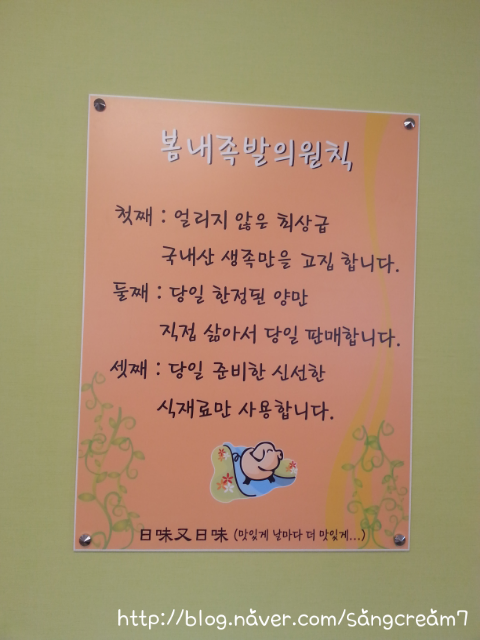 봄내족발의원칙
첫째 : 얼리지 않은 최상급
국내산 생족만을 고집 합니다.
둘째 : 당일 한정된 양만
직접 삶아서 당일 판매합니다.
셋째 : 당일 준비한 신선한
식재료만 사용합니다.
日味又日味 (맛있게 날마다 더 맛있게...)
http://blog.naver.com/sangcream7